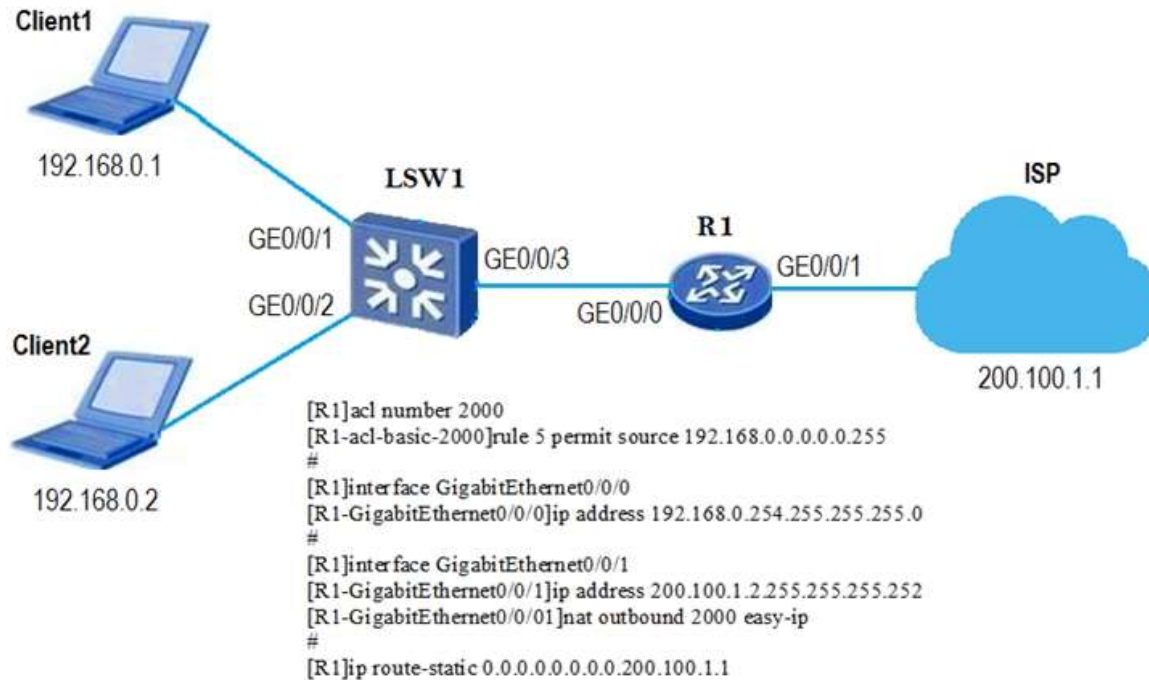 Client1
192.168.0.1
LSW1
ISP
R1
GE0/0/1
GE0/0/3
GE0/0/1
GE0/0/2
GE0/0/0
Client2
200.100.1.1
192.168.0.2
[R1]acl number 2000
[R1-acl-basic-2000]rule 5 permit source 192.168.0.0.0.0.0.255
#
[R1]interface GigabitEthernet0/0/0
[R1-GigabitEthernet0/0/0]ip address 192.168.0.254.255.255.255.0
#
[R1]interface GigabitEthernet0/0/1
[R1-GigabitEthernet0/0/1]ip address 200.100.1.2.255.255.255.252
[R1-GigabitEthernet0/0/01]nat outbound 2000 easy-ip
#
[R1]ip route-static 0.0.0.0.0.0.0.0.200.100.1.1